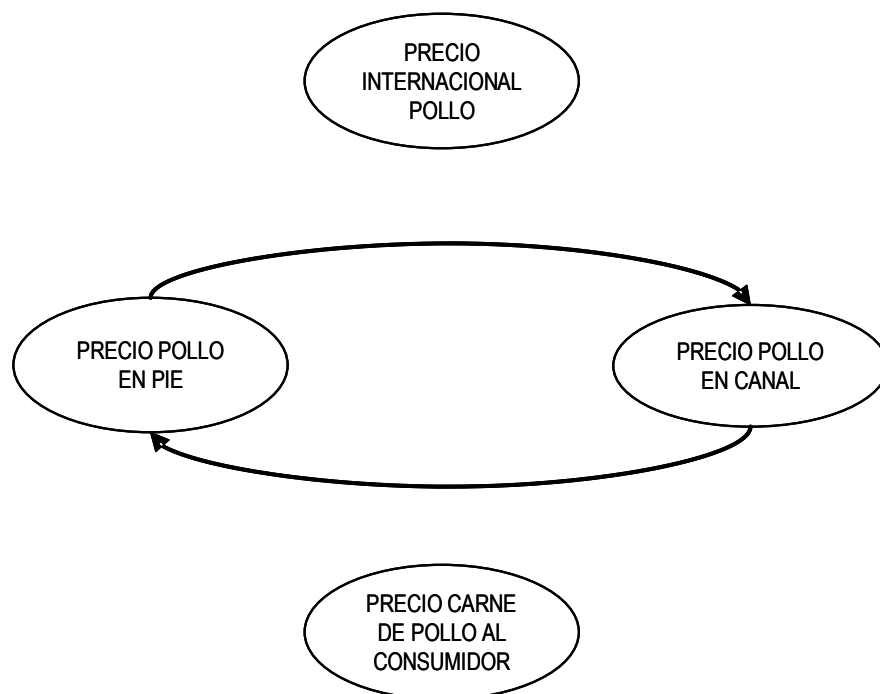 PRECIO
INTERNACIONAL
POLLO
PRECIO POLLO
EN PIE
PRECIO POLLO
EN CANAL
PRECIO CARNE
DE POLLO AL
CONSUMIDOR